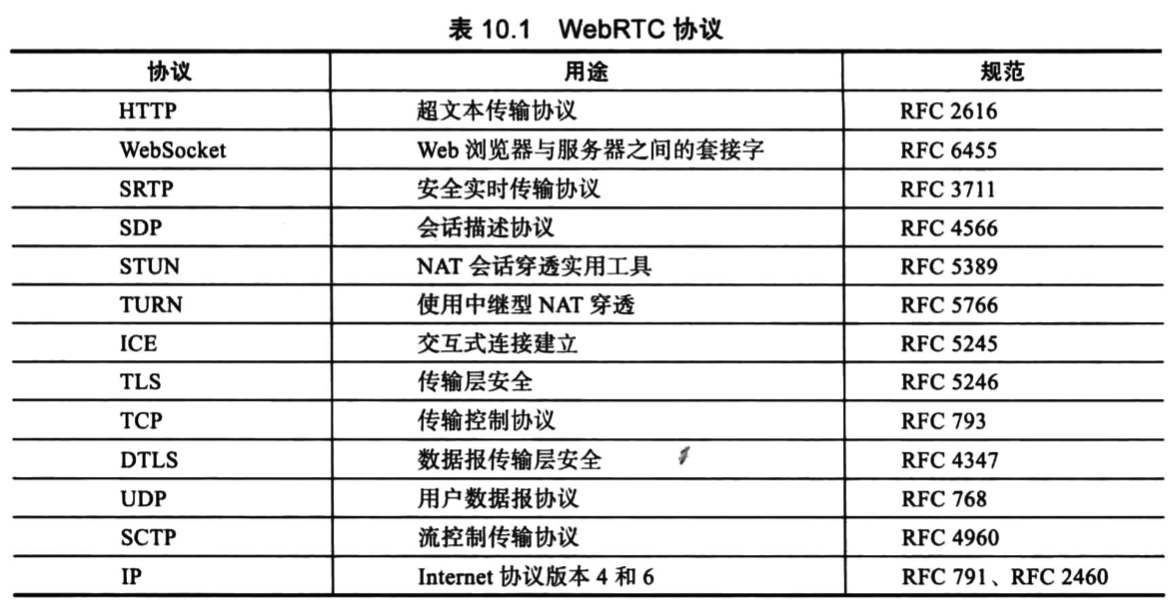 表 10.1 WebRTC 协议
协议 用途 规范
HTTP 超文本传输协议 RFC 2616
WebSocket Web 浏览器与服务器之间的套接字 RFC 6455
SRTP 安全实时传输协议 RFC 3711
SDP 会话描述协议 RFC 4566
STUN NAT 会话穿透实用工具 RFC 5389
TURN 使用中继型 NAT 穿透 RFC 5766
ICE 交互式连接建立 RFC 5245
TLS 传输层安全 RFC 5246
TCP 传输控制协议 RFC 793
DTLS 数据报传输层安全 RFC 4347
UDP 用户数据报协议 RFC 768
SCTP 流控制传输协议 RFC 4960
IP Internet 协议版本 4 和 6 RFC 791、RFC 2460